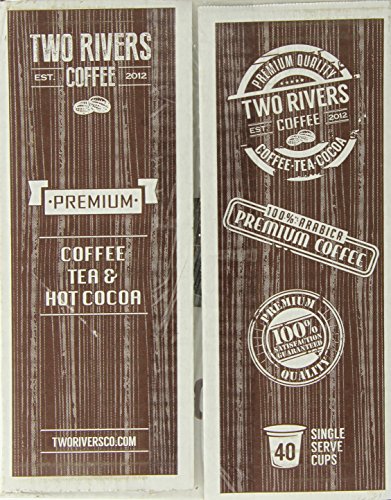 TWO RIVERS
EST. COFFEE 2012
·PREMIUM·
COFFEE
TEA &
HOT COCOA
TWORIVERSCO.COM
PREMIUM QUALITY
TWO RIVERS
EST. COFFEE 2012
COFFEE·TEA·COCOA
100% ARABICA
PREMIUM COFFEE
PREMIUM
100%
SATISFACTION
GUARANTEED
QUALITY
40
SINGLE
SERVE
CUPS